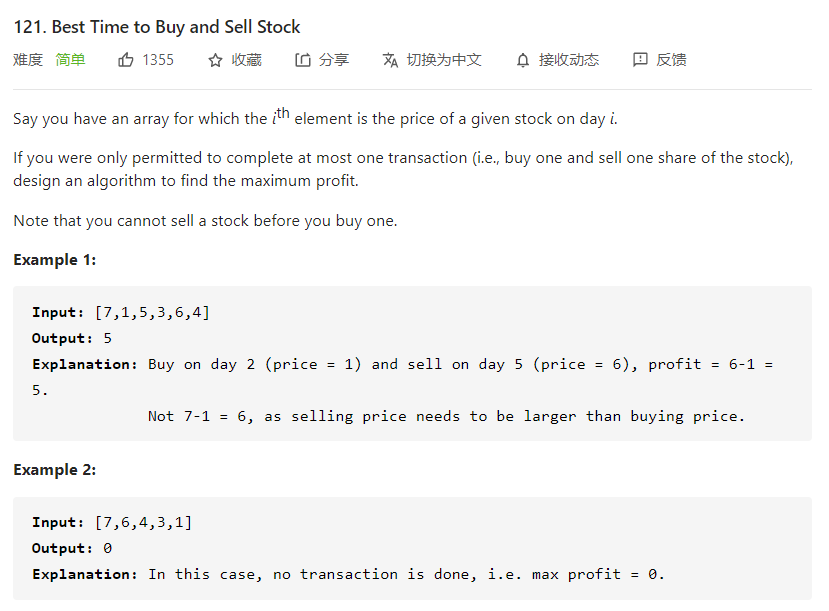 121. Best Time to Buy and Sell Stock
难度 简单 1355 收藏 分享 切换为中文 接收动态 反馈
Say you have an array for which the ith element is the price of a given stock on day i.
If you were only permitted to complete at most one transaction (i.e., buy one and sell one share of the stock),
design an algorithm to find the maximum profit.
Note that you cannot sell a stock before you buy one.
Example 1:
Input: [7,1,5,3,6,4]
Output: 5
Explanation: Buy on day 2 (price = 1) and sell on day 5 (price = 6), profit = 6-1 =
5.
Not 7-1 = 6, as selling price needs to be larger than buying price.
Example 2:
Input: [7,6,4,3,1]
Output: 0
Explanation: In this case, no transaction is done, i.e. max profit = 0.